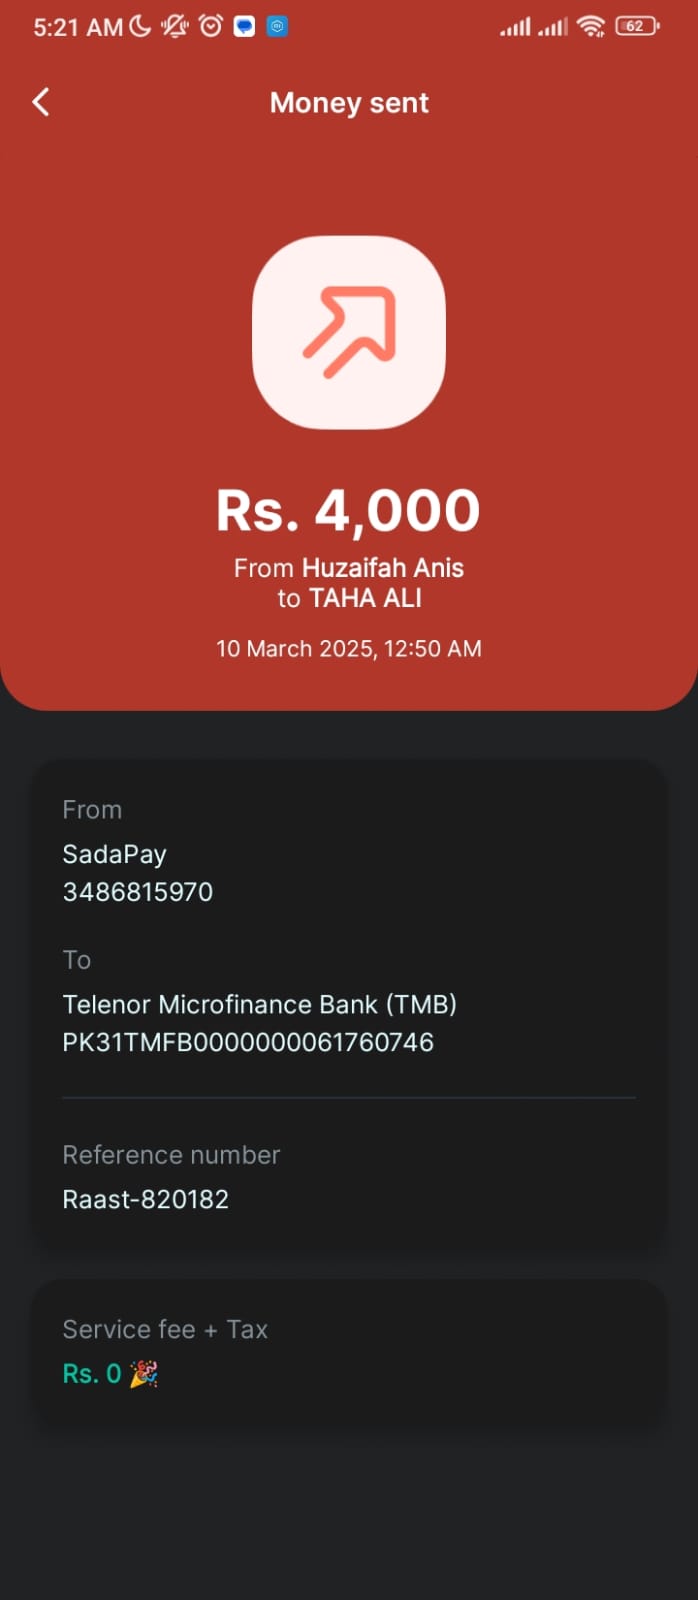 5:21 AM
62
Money sent
Rs. 4,000
From Huzaifah Anis
to TAHA ALI
10 March 2025, 12:50 AM
From
SadaPay
3486815970
To
Telenor Microfinance Bank (TMB)
PK31TMFB0000000061760746
Reference number
Raast-820182
Service fee + Tax
Rs. 0 🎉